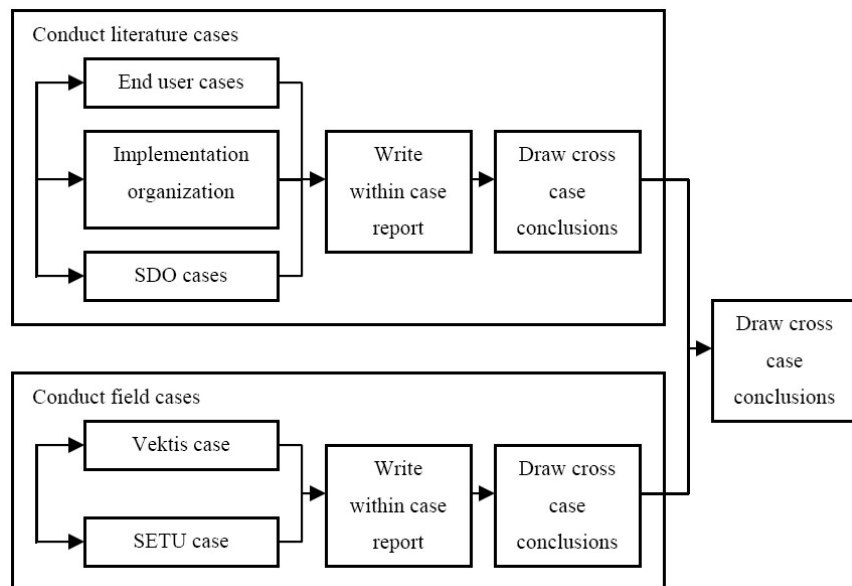 Conduct literature cases
End user cases
Implementation
organization
SDO cases
Write
within case
report
Draw cross
case
conclusions
Draw cross
case
conclusions
Conduct field cases
Vektis case
SETU case
Write
within case
report
Draw cross
case
conclusions